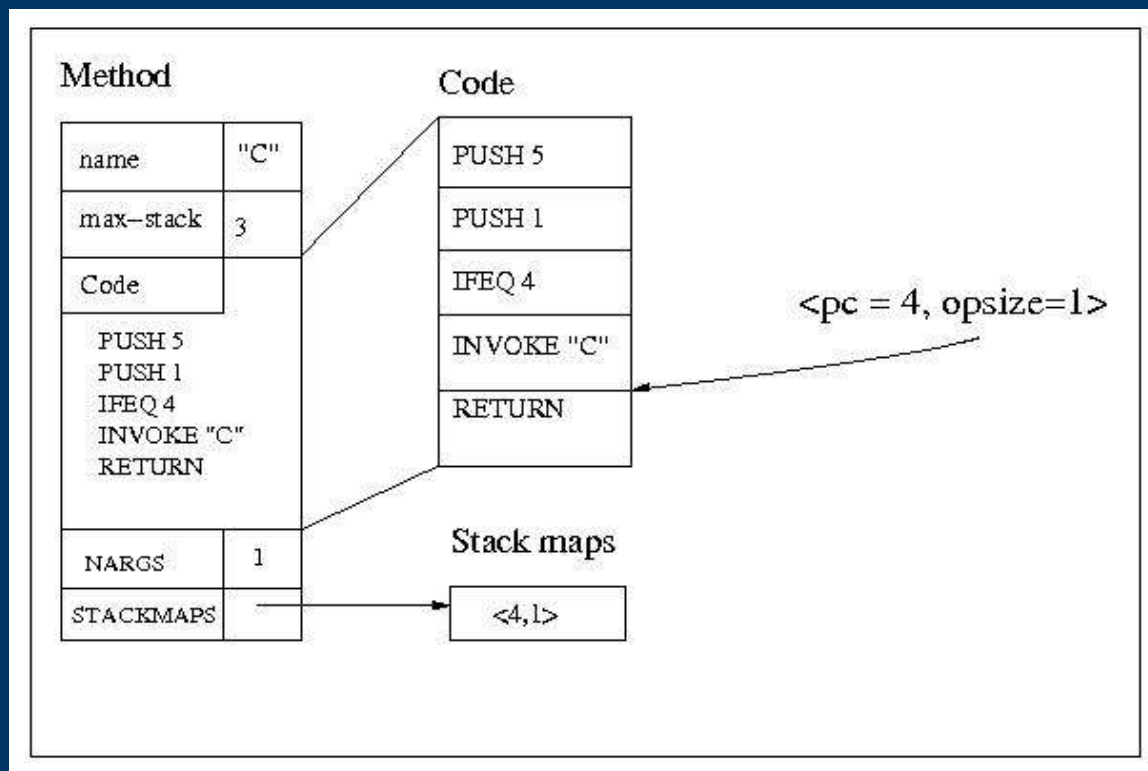 Method
name "C"
max-stack 3
Code
PUSH 5
PUSH 1
IFEQ 4
INVOKE "C"
RETURN
NARGS 1
STACKMAPS
Code
PUSH 5
PUSH 1
IFEQ 4
INVOKE "C"
RETURN
<pc = 4, opsize=1>
Stack maps
<4,1>